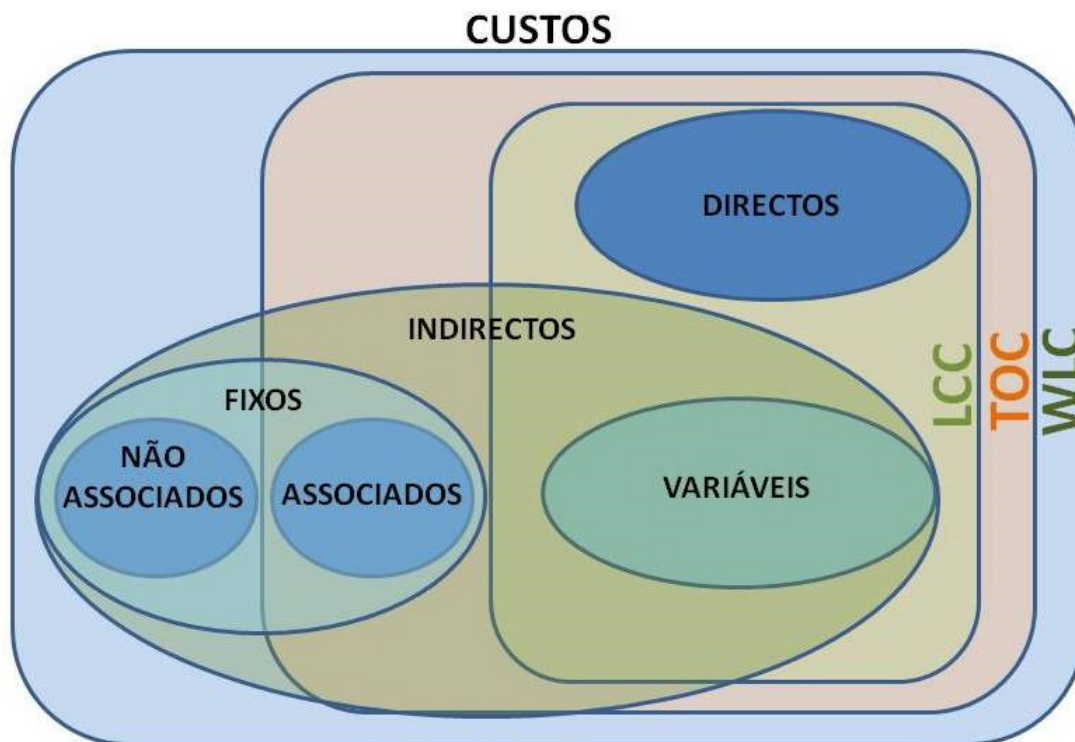 CUSTOS
DIRECTOS
INDIRECTOS
FIXOS
NÃO
ASSOCIADOS
ASSOCIADOS
VARIÁVEIS
LCC
TOC
WLC